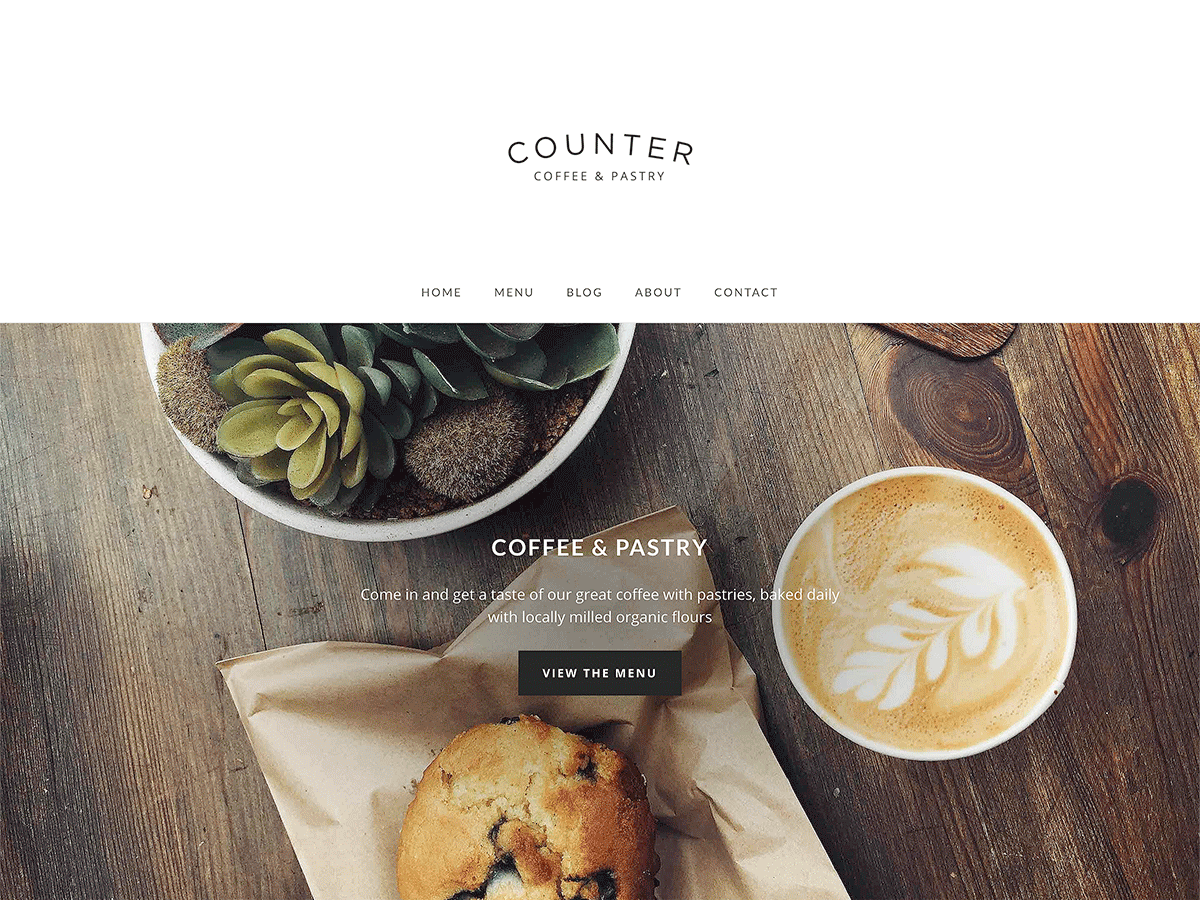 COUNTER
COFFEE & PASTRY
HOME MENU BLOG ABOUT CONTACT
COFFEE & PASTRY
Come in and get a taste of our great coffee with pastries, baked daily
with locally milled organic flours
VIEW THE MENU